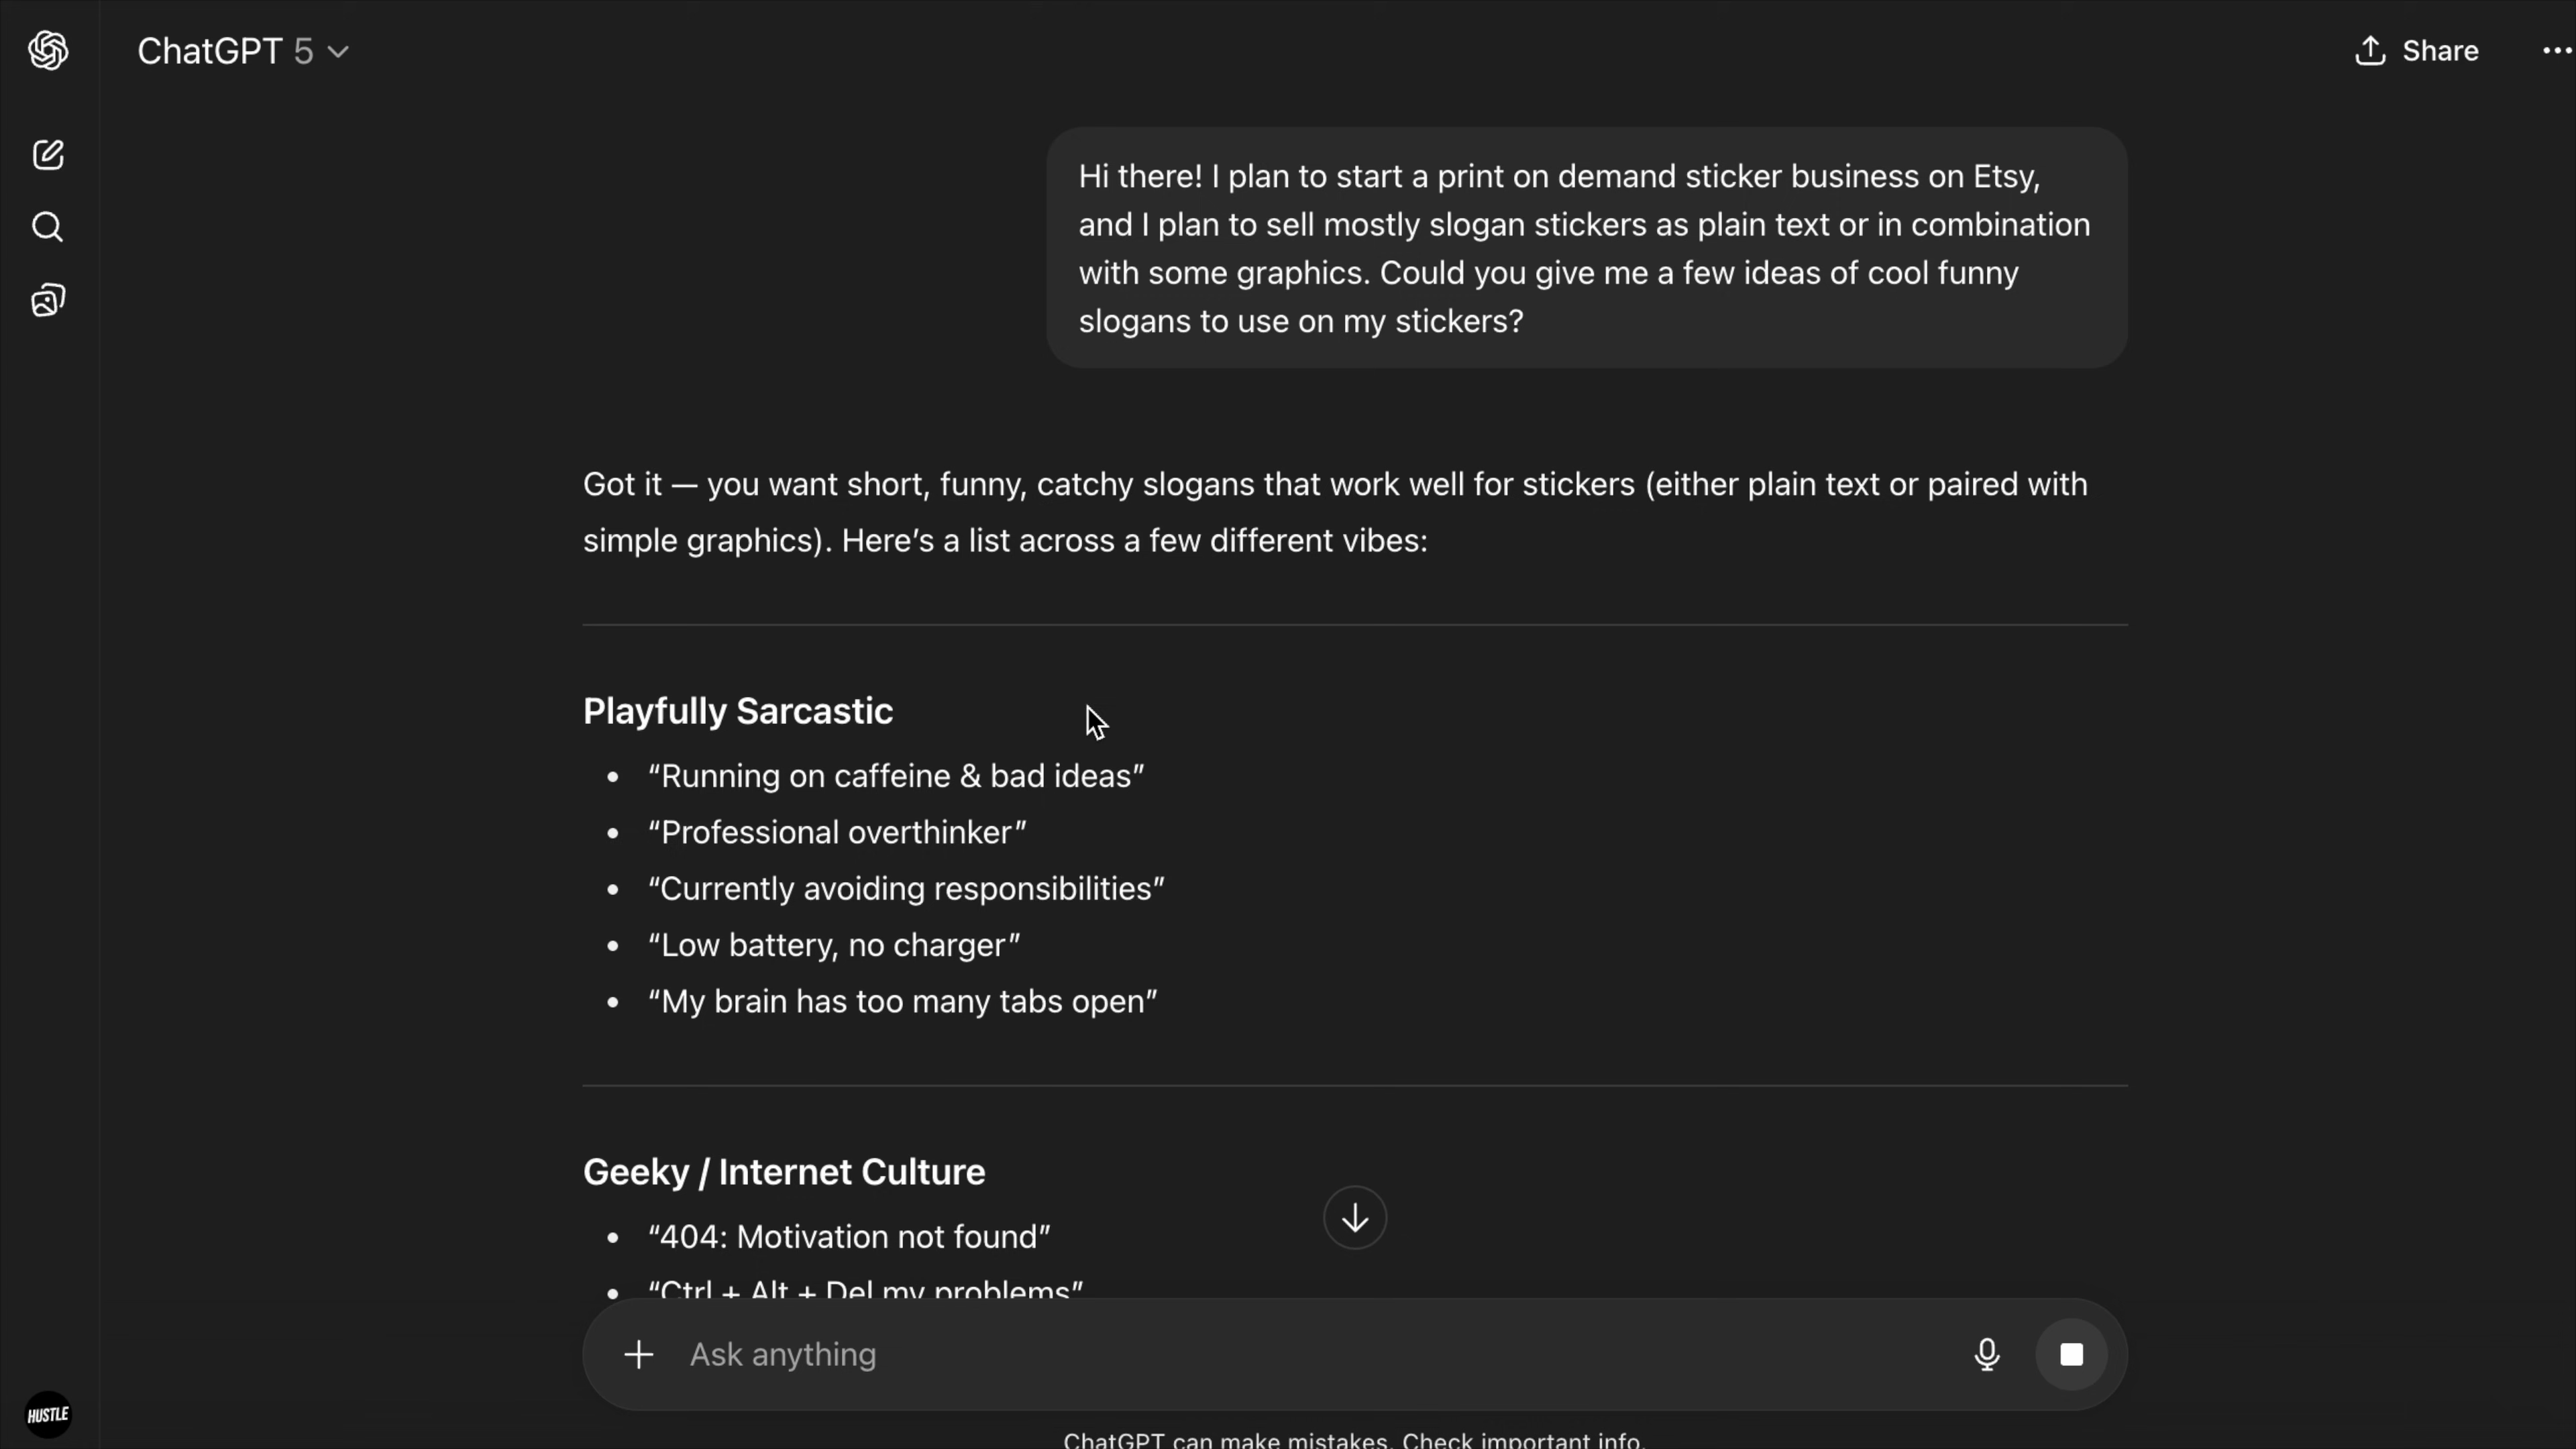 ChatGPT 5
Share
Hi there! I plan to start a print on demand sticker business on Etsy,
and I plan to sell mostly slogan stickers as plain text or in combination
with some graphics. Could you give me a few ideas of cool funny
slogans to use on my stickers?
Got it — you want short, funny, catchy slogans that work well for stickers (either plain text or paired with
simple graphics). Here’s a list across a few different vibes:
Playfully Sarcastic
• “Running on caffeine & bad ideas”
• “Professional overthinker”
• “Currently avoiding responsibilities”
• “Low battery, no charger”
• “My brain has too many tabs open”
Geeky / Internet Culture
• “404: Motivation not found”
• “Ctrl + Alt + Del my problems”
Ask anything
HUSTLE
ChatGPT can make mistakes. Check important info.